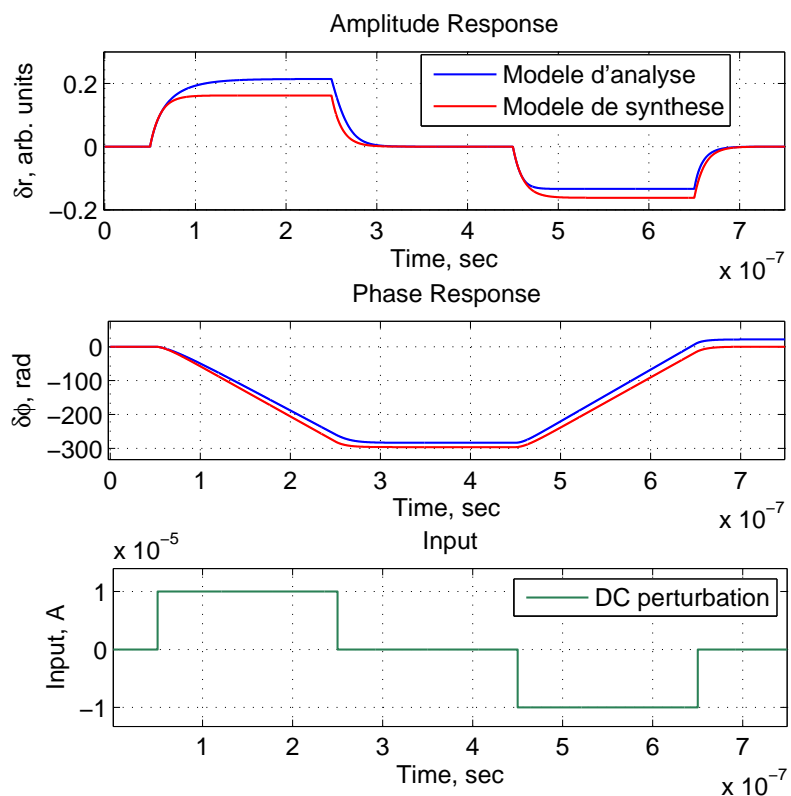 Amplitude Response
δr, arb. units
0.2
0
−0.2
Modele d'analyse
Modele de synthese
0 1 2 3 4 5 6 7
Time, sec
x 10−7
Phase Response
δϕ, rad
0
−100
−200
−300
0 1 2 3 4 5 6 7
Time, sec
x 10−7
Input
x 10−5
Input, A
1
0
−1
DC perturbation
1 2 3 4 5 6 7
Time, sec
x 10−7